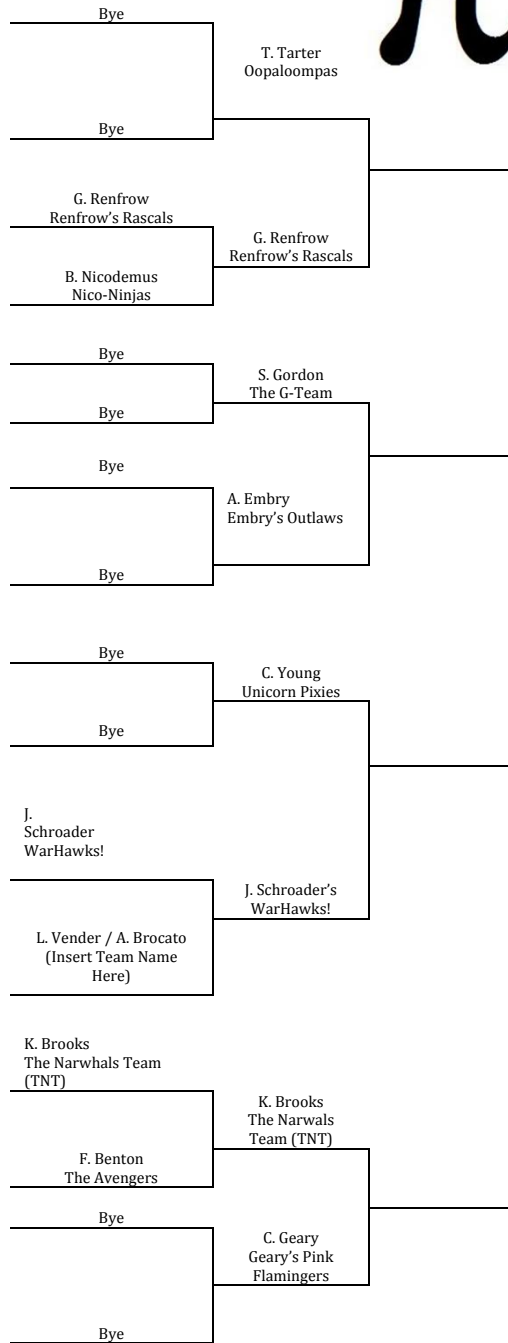 Bye
T. Tarter
Oopaloompas
Bye
G. Renfrow
Renfrow's Rascals
G. Renfrow
Renfrow's Rascals
B. Nicodemus
Nico-Ninjas
Bye
S. Gordon
The G-Team
Bye
Bye
A. Embry
Embry's Outlaws
Bye
Bye
C. Young
Unicorn Pixies
Bye
J.
Schroader
WarHawks!
J. Schroader's
WarHawks!
L. Vender / A. Brocato
(Insert Team Name
Here)
K. Brooks
The Narwhals Team
(TNT)
K. Brooks
The Narwals
Team (TNT)
F. Benton
The Avengers
Bye
C. Geary
Geary's Pink
Flamingers
Bye